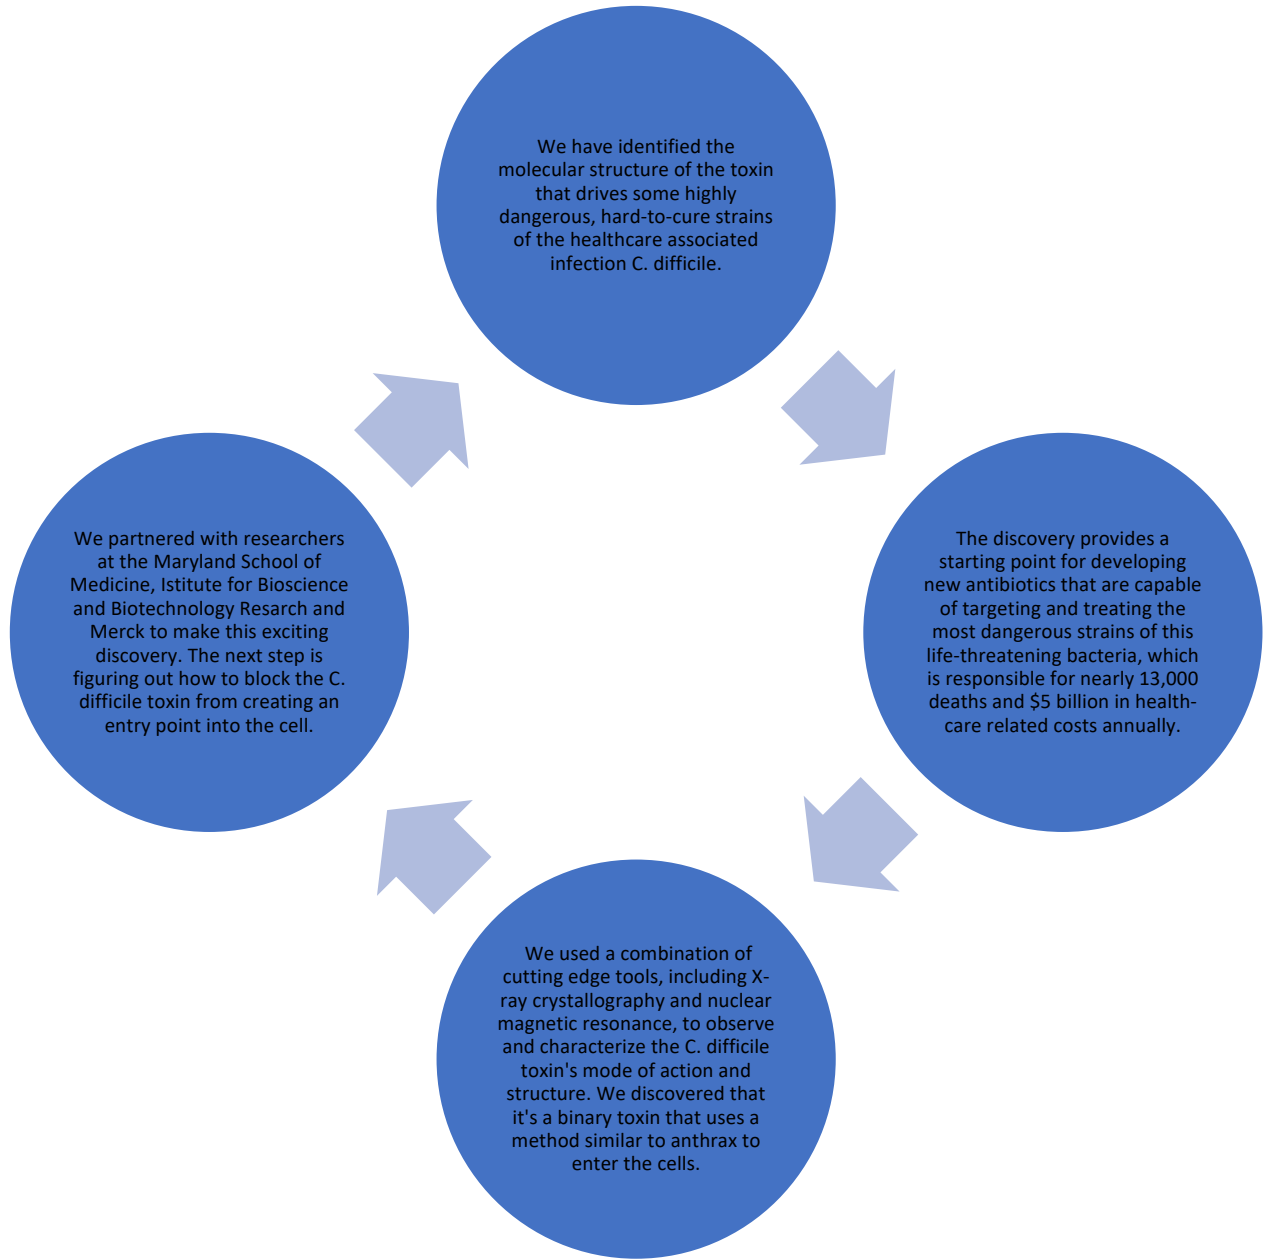 We have identified the
molecular structure of the toxin
that drives some highly
dangerous, hard-to-cure strains
of the healthcare associated
infection C. difficile.
The discovery provides a
starting point for developing
new antibiotics that are capable
of targeting and treating the
most dangerous strains of this
life-threatening bacteria, which
is responsible for nearly 13,000
deaths and $5 billion in health-
care related costs annually.
We used a combination of
cutting edge tools, including X-
ray crystallography and nuclear
magnetic resonance, to observe
and characterize the C. difficile
toxin's mode of action and
structure. We discovered that
it's a binary toxin that uses a
method similar to anthrax to
enter the cells.
We partnered with researchers
at the Maryland School of
Medicine, Istitute for Bioscience
and Biotechnology Resarch and
Merck to make this exciting
discovery. The next step is
figuring out how to block the C.
difficile toxin from creating an
entry point into the cell.